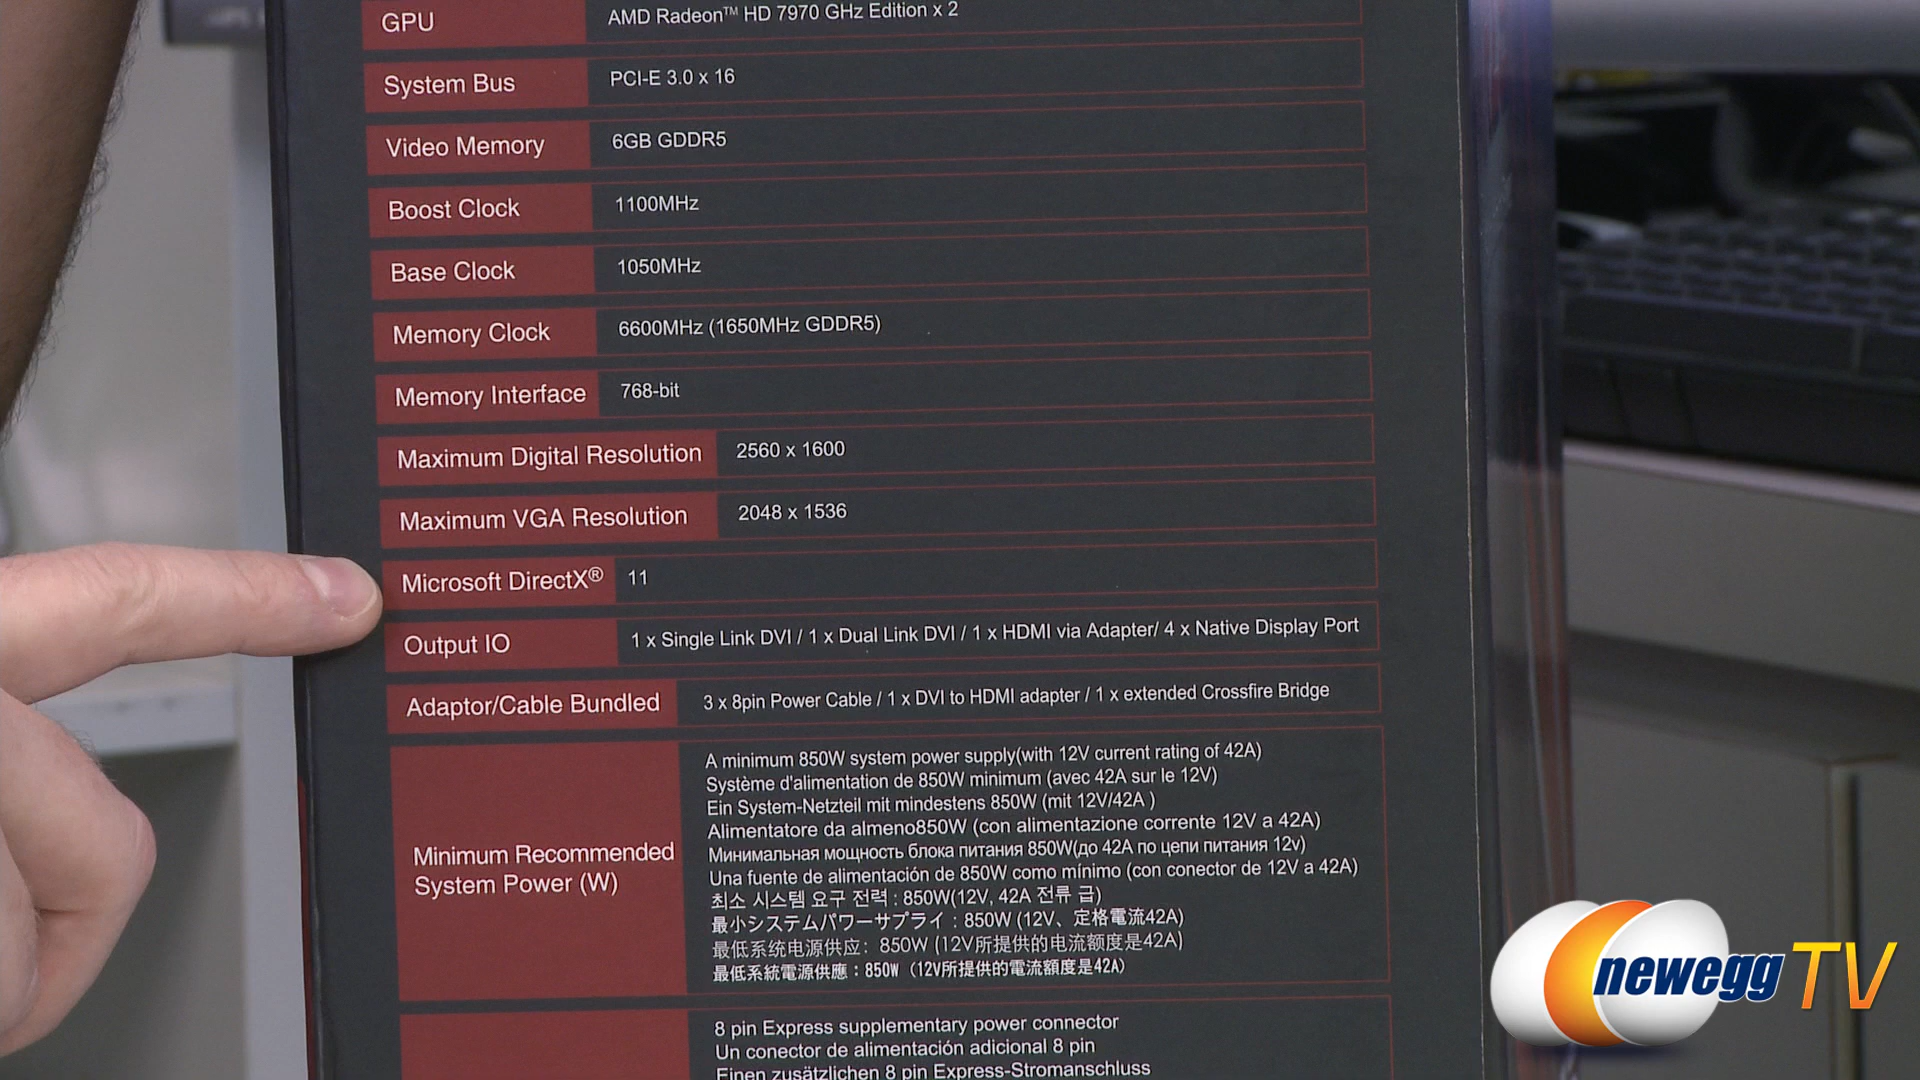 GPU AMD Radeon™ HD 7970 GHz Edition x 2
System Bus PCI-E 3.0 x 16
Video Memory 6GB GDDR5
Boost Clock 1100MHz
Base Clock 1050MHz
Memory Clock 6600MHz (1650MHz GDDR5)
Memory Interface 768-bit
Maximum Digital Resolution 2560 x 1600
Maximum VGA Resolution 2048 x 1536
Microsoft DirectX® 11
Output IO 1 x Single Link DVI / 1 x Dual Link DVI / 1 x HDMI via Adapter/ 4 x Native Display Port
Adaptor/Cable Bundled 3 x 8pin Power Cable / 1 x DVI to HDMI adapter / 1 x extended Crossfire Bridge
Minimum Recommended
System Power (W)
A minimum 850W system power supply(with 12V current rating of 42A)
Système d'alimentation de 850W minimum (avec 42A sur le 12V)
Ein System-Netzteil mit mindestens 850W (mit 12V/42A )
Alimentatore da almeno850W (con alimentazione corrente 12V a 42A)
Минимальная мощность блока питания 850W(до 42A по цепи питания 12v)
Una fuente de alimentación de 850W como mínimo (con conector de 12V a 42A)
최소 시스템 요구 전력 : 850W(12V, 42A 전류 급)
最小システムパワーサプライ : 850W (12V、定格電流42A)
最低系统电源供应: 850W (12V所提供的电流额度是42A)
最低系統電源供應：850W（12V所提供的電流額度是42A）
8 pin Express supplementary power connector
Un conector de alimentación adicional 8 pin
Einen zusätzlichen 8 pin Express-Stromanschluss
newegg TV